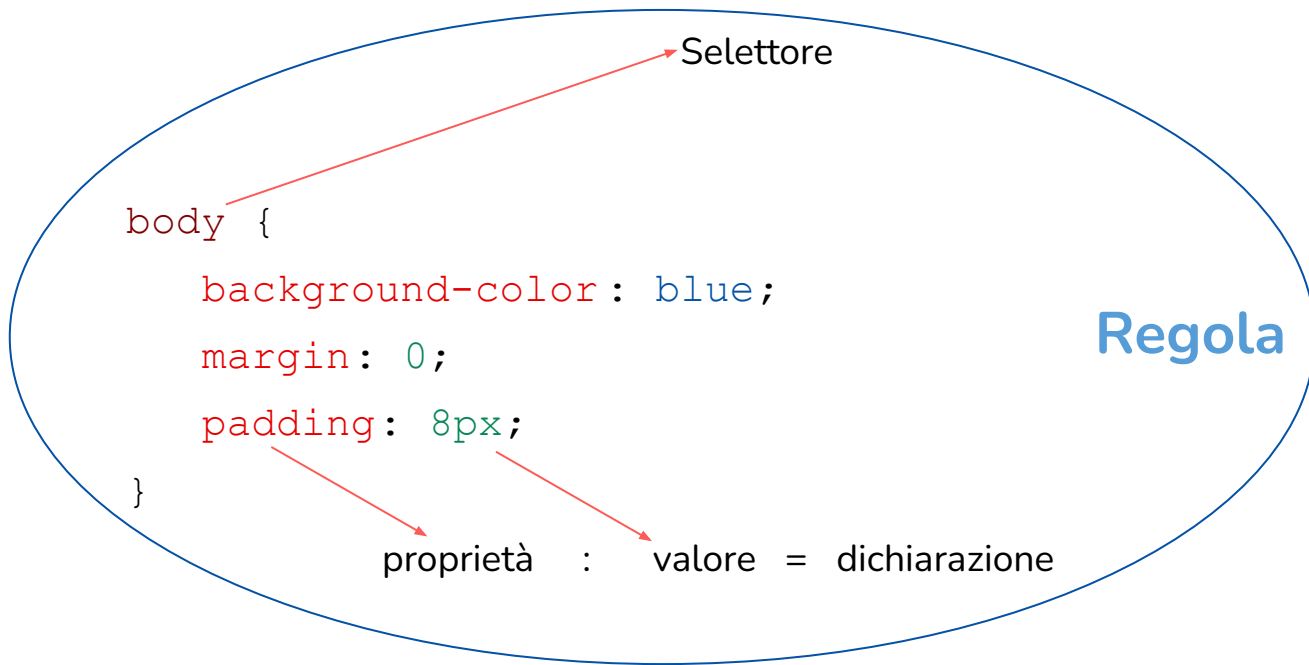 Selettore
body {
background-color: blue;
margin: 0;
Regola
padding: 8px;
}
proprietà : valore = dichiarazione